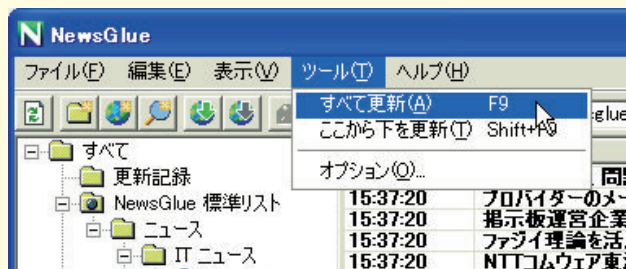 NewsGlue
ファイル(F) 編集(E) 表示(V) ツール(T) ヘルプ(H)
すべて更新(A) F9
ここから下を更新(T) Shift+F9
オプション(O)...
glue
すべて
更新記録
NewsGlue 標準リスト
ニュース
IT ニュース
問題
15:37:20 プロバイダーのメー
15:37:20 掲示板運営企業
15:37:20 ファジイ理論を活
15:37:20 NTTコムウェア東